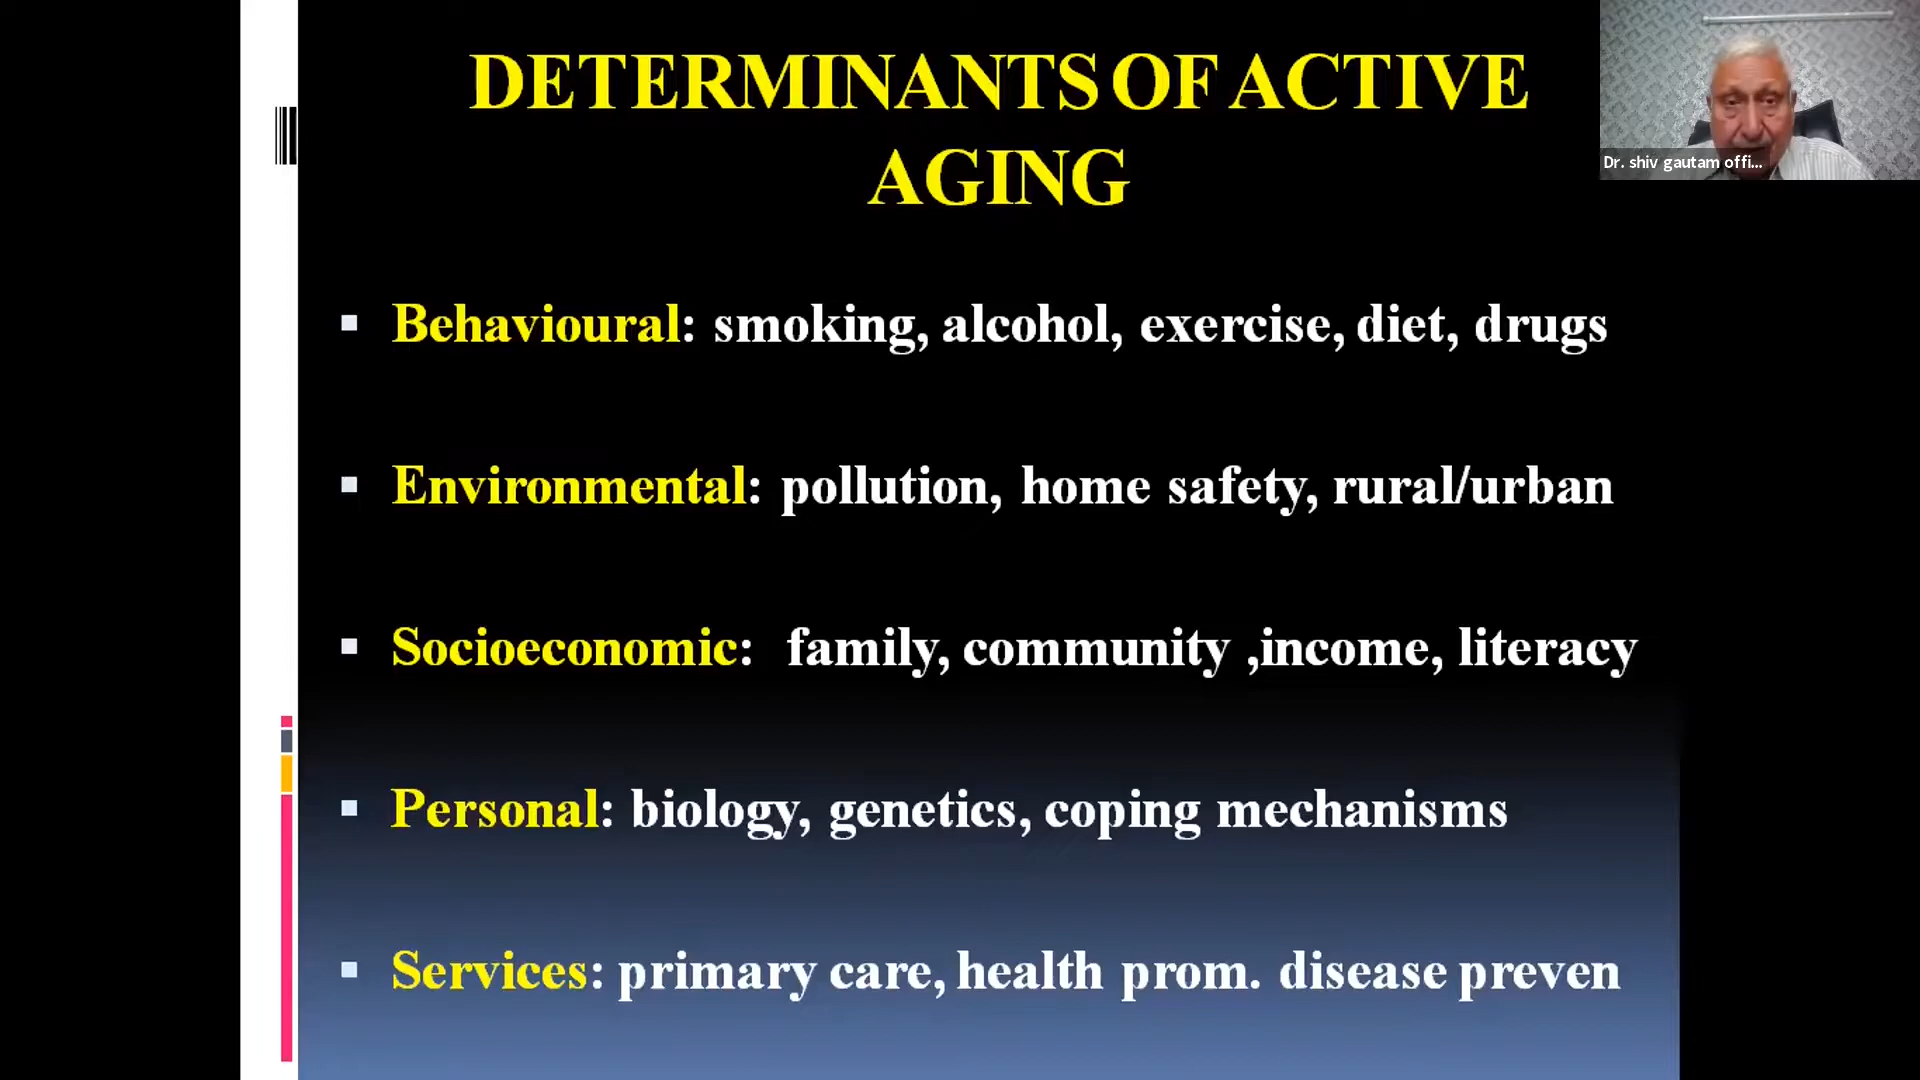 DETERMINANTS OF ACTIVE
AGING
Dr. shiv gautam offi...
▪ Behavioural: smoking, alcohol, exercise, diet, drugs
▪ Environmental: pollution, home safety, rural/urban
▪ Socioeconomic: family, community ,income, literacy
▪ Personal: biology, genetics, coping mechanisms
▪ Services: primary care, health prom. disease preven